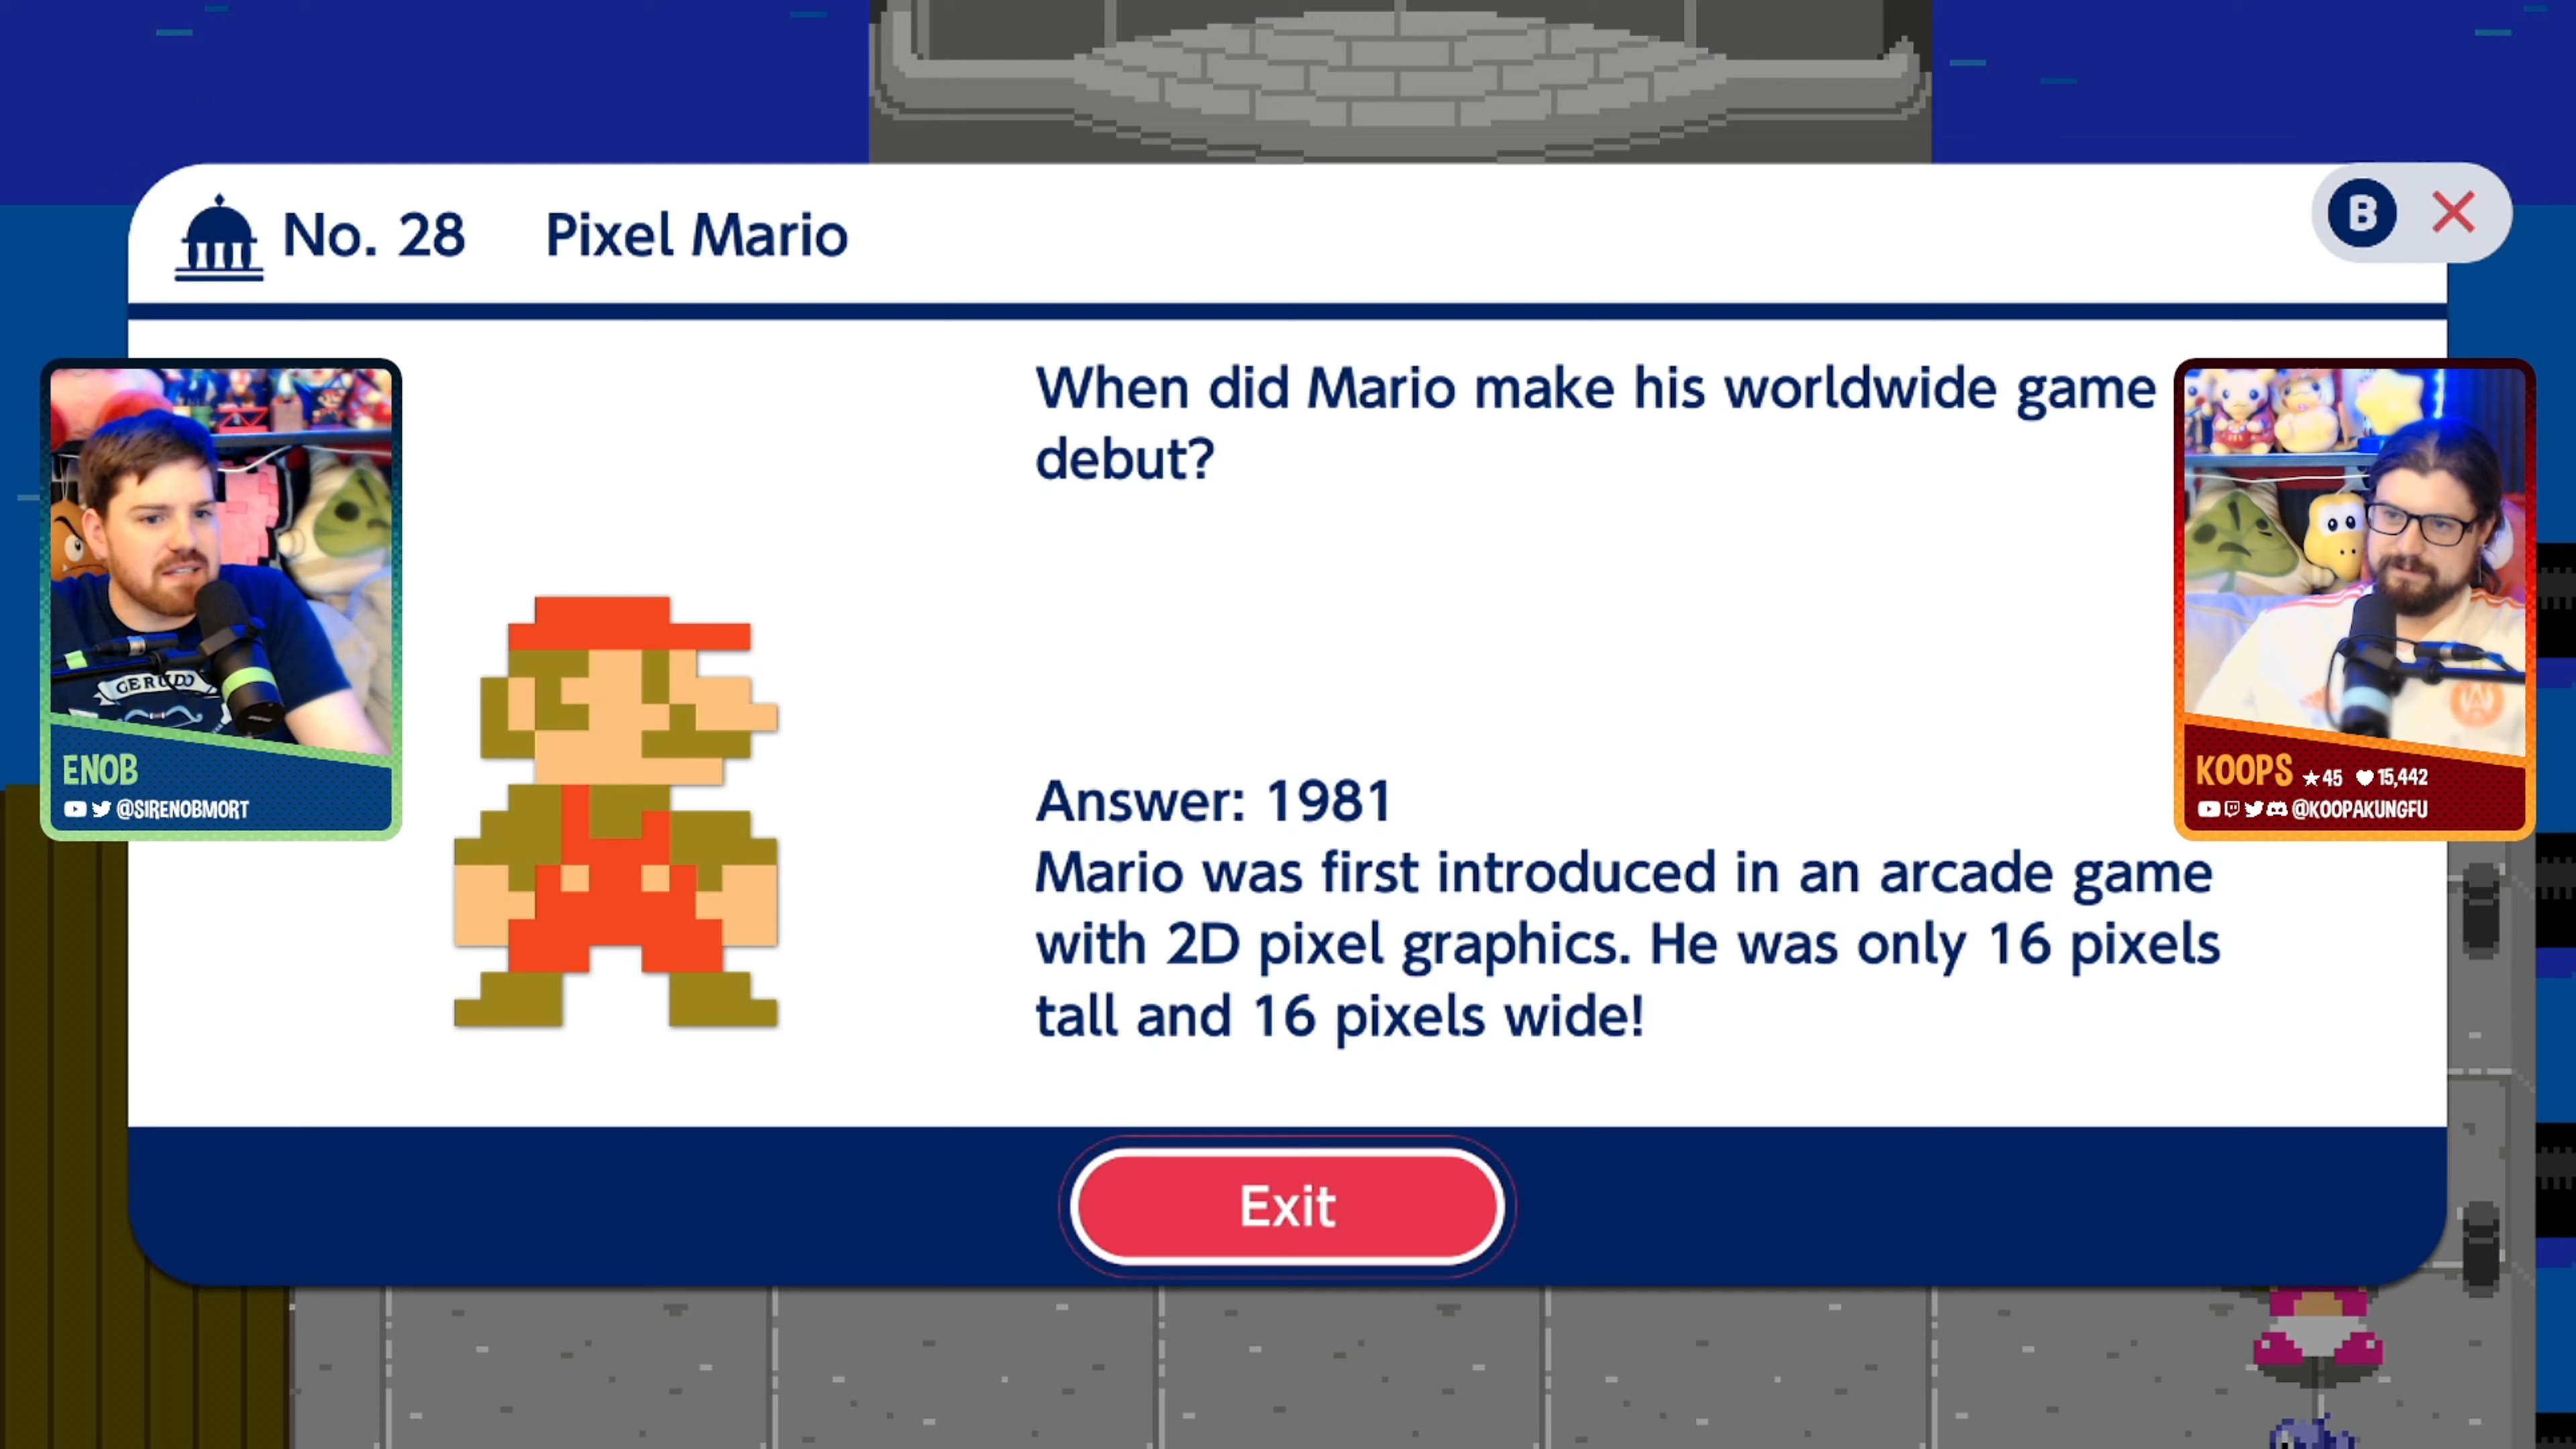 No. 28 Pixel Mario
B
When did Mario make his worldwide game
debut?
GERUDO
ENOB
@SIRENOBMORT
KOOPS ★45 ♥15,442
@KOOPAKUNGFU
Answer: 1981
Mario was first introduced in an arcade game
with 2D pixel graphics. He was only 16 pixels
tall and 16 pixels wide!
Exit